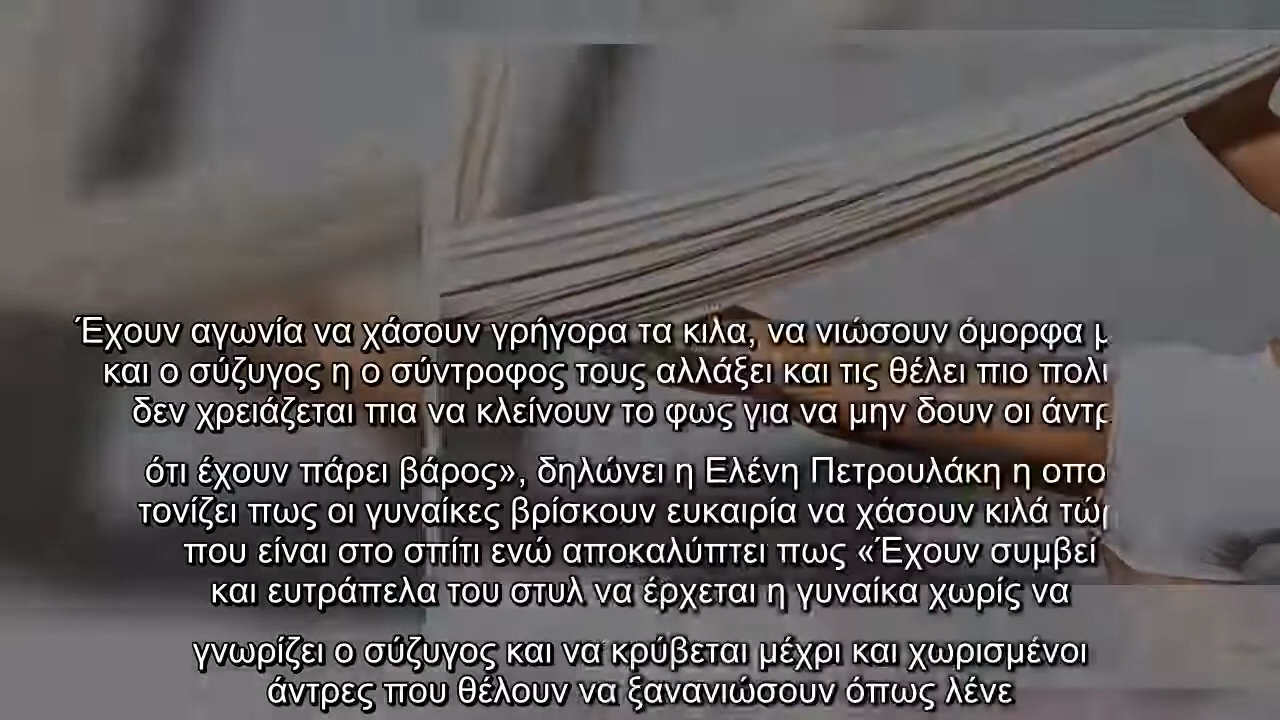 Έχουν αγωνία να χάσουν γρήγορα τα κιλα, να νιώσουν όμορφα
και ο σύζυγος η ο σύντροφος τους αλλάξει και τις θέλει πιο
δεν χρειάζεται πια να κλείνουν το φως για να μην δουν οι
ότι έχουν πάρει βάρος», δηλώνει η Ελένη Πετρουλάκη η
τονίζει πως οι γυναίκες βρίσκουν ευκαιρία να χάσουν κιλά
που είναι στο σπίτι ενώ αποκαλύπτει πως «Έχουν συμβεί
και ευτράπελα του στυλ να έρχεται η γυναίκα χωρίς να
γνωρίζει ο σύζυγος και να κρύβεται μέχρι και χωρισμένοι
άντρες που θέλουν να ξανανιώσουν όπως λένε